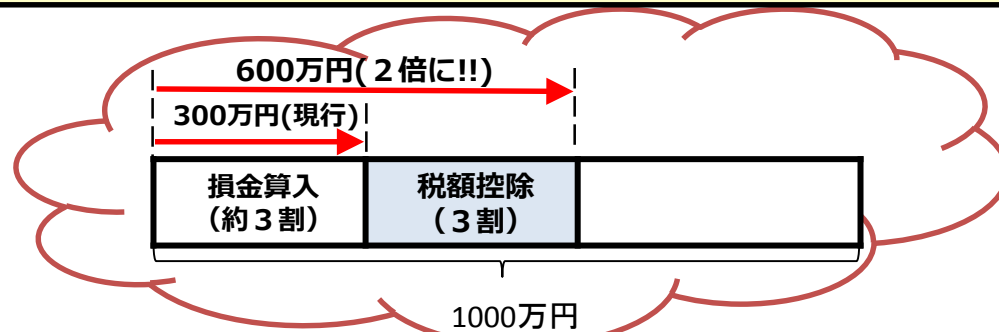 600万円(２倍に!!)
300万円(現行)
損金算入
（約３割）
税額控除
（３割）
1000万円